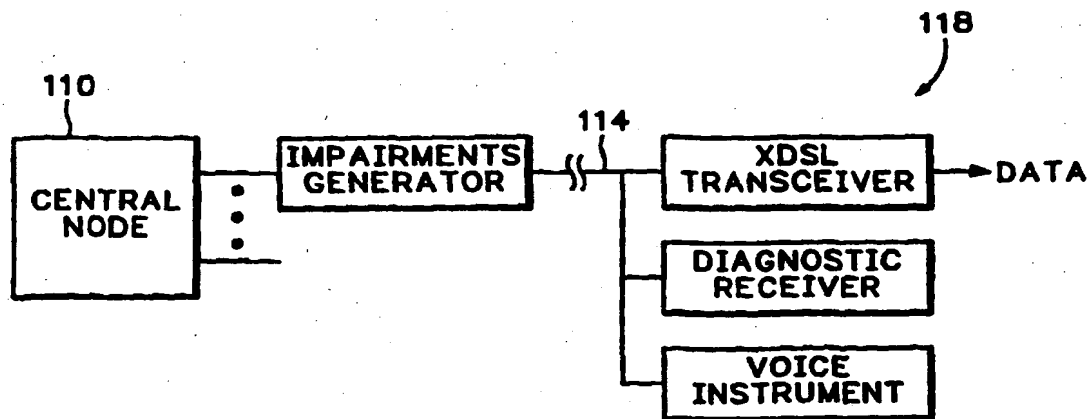 118
110
114
CENTRAL
NODE
IMPAIRMENTS
GENERATOR
XDSL
TRANSCEIVER
DATA
DIAGNOSTIC
RECEIVER
VOICE
INSTRUMENT